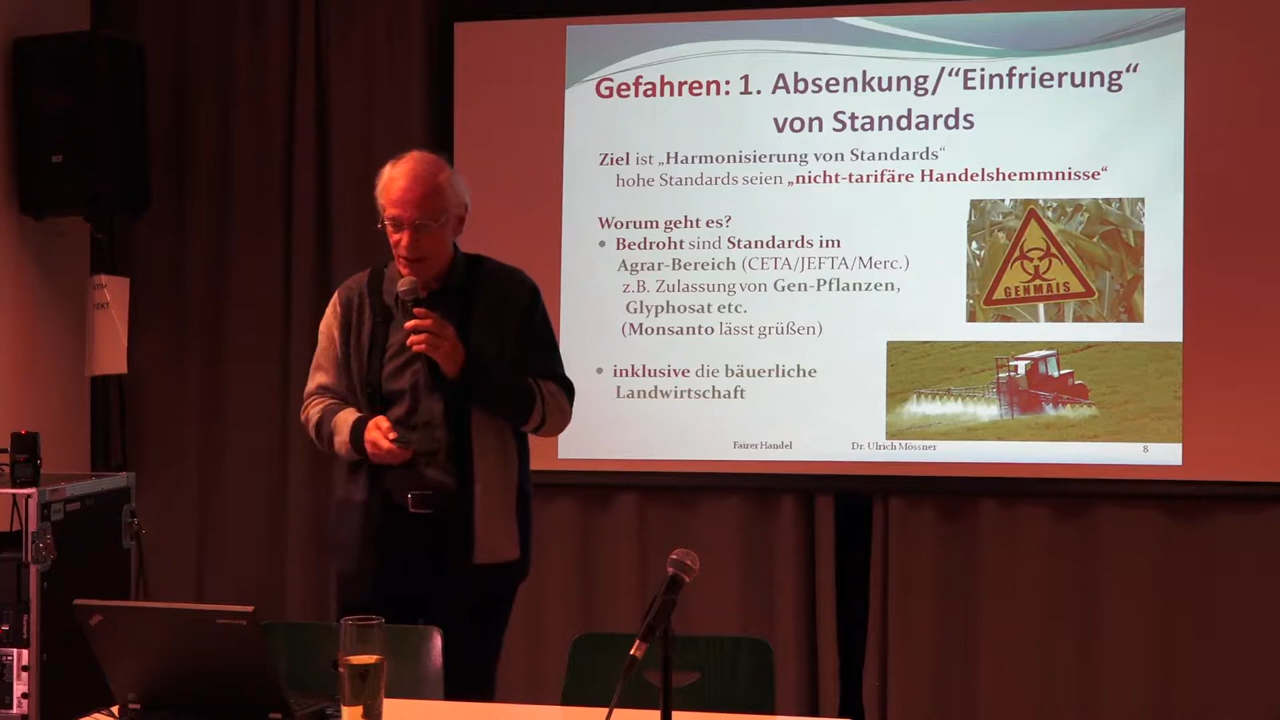 Gefahren: 1. Absenkung/“Einfrierung“
von Standards
Ziel ist „Harmonisierung von Standards“
hohe Standards seien „nicht-tarifäre Handelshemmnisse“
Worum geht es?
• Bedroht sind Standards im
Agrar-Bereich (CETA/JEFTA/Merc.)
z.B. Zulassung von Gen-Pflanzen,
Glyphosat etc.
(Monsanto lässt grüßen)
• inklusive die bäuerliche
Landwirtschaft
GENMAIS
Fairer Handel
Dr. Ulrich Mössner
8